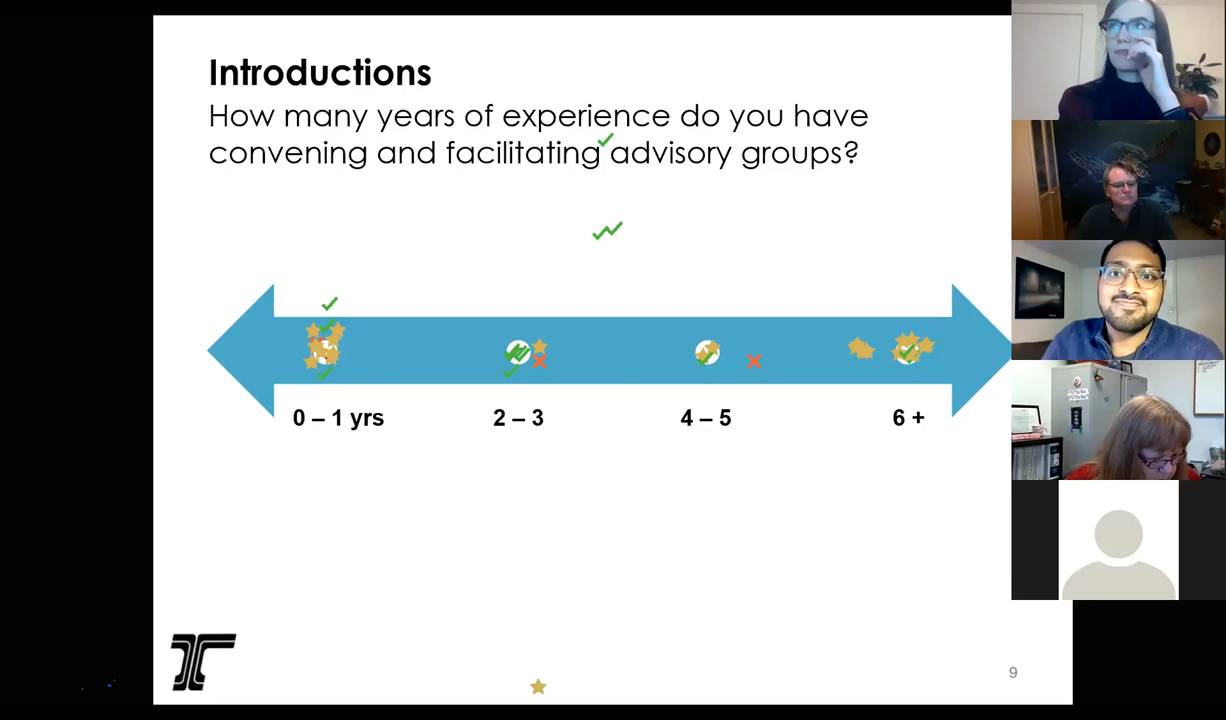 Introductions
How many years of experience do you have
convening and facilitating advisory groups?
0 – 1 yrs
2 – 3
4 – 5
6 +
9